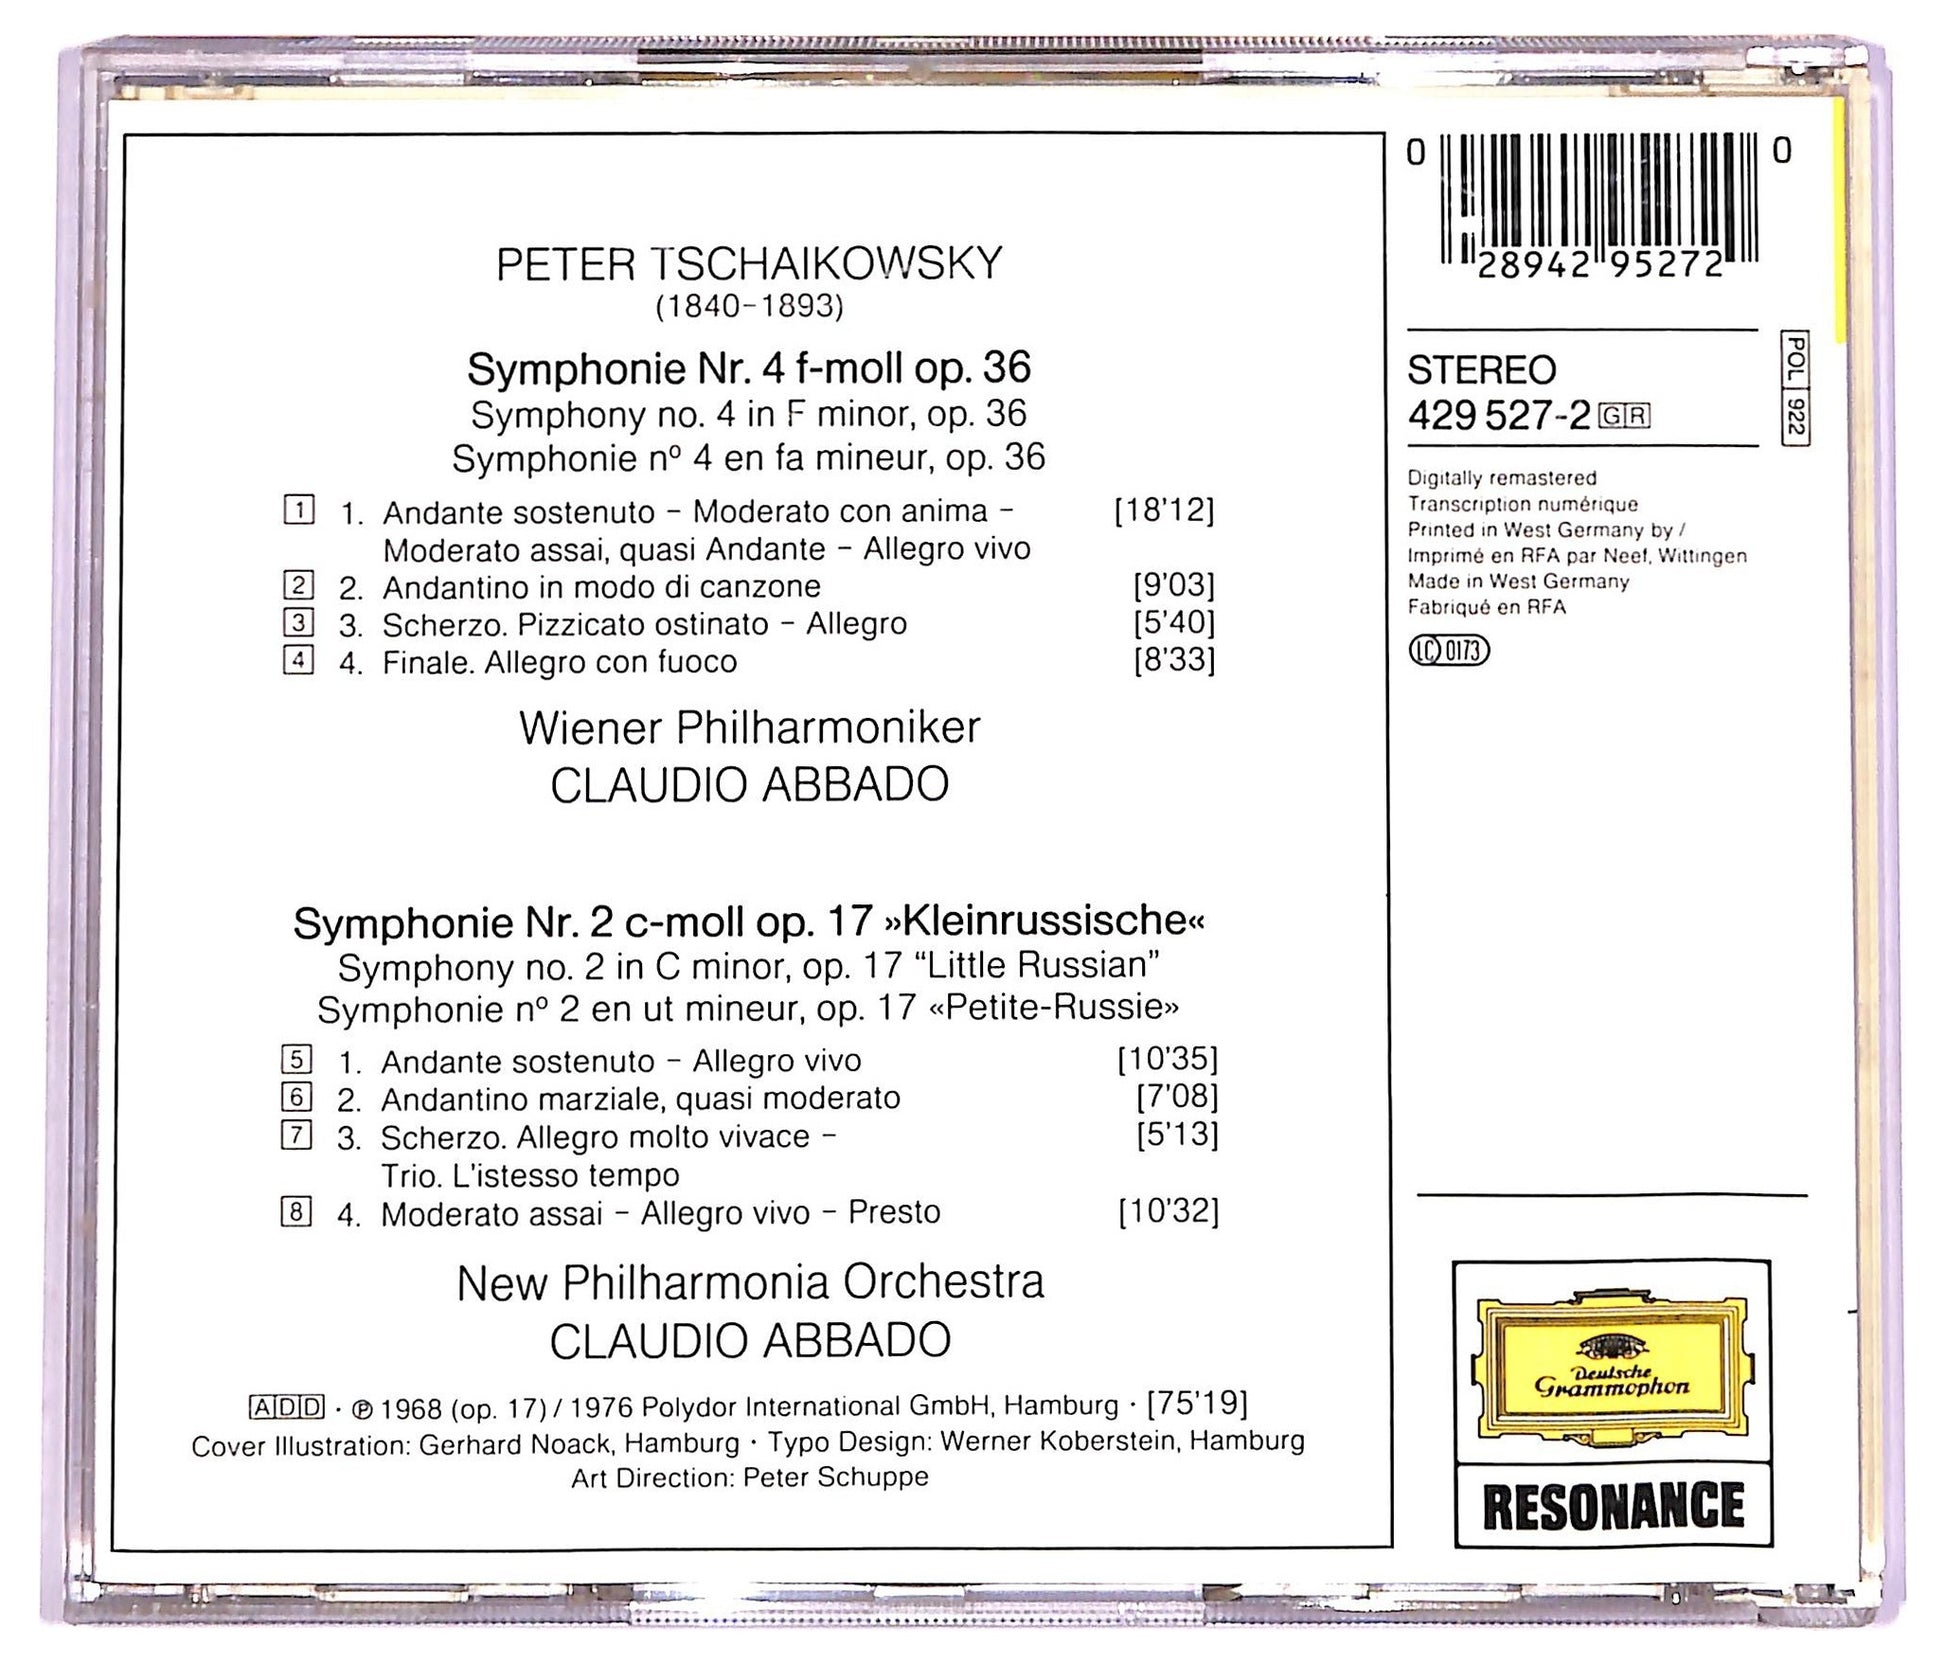 PETER TSCHAIKOWSKY
(1840–1893)
Symphonie Nr. 4 f-moll op. 36
Symphony no. 4 in F minor, op. 36
Symphonie nº 4 en fa mineur, op. 36
1 1. Andante sostenuto – Moderato con anima – [18'12]
Moderato assai, quasi Andante – Allegro vivo
2 2. Andantino in modo di canzone [9'03]
3 3. Scherzo. Pizzicato ostinato – Allegro [5'40]
4 4. Finale. Allegro con fuoco [8'33]
Wiener Philharmoniker
CLAUDIO ABBADO
Symphonie Nr. 2 c-moll op. 17 »Kleinrussische«
Symphony no. 2 in C minor, op. 17 “Little Russian”
Symphonie nº 2 en ut mineur, op. 17 «Petite-Russie»
5 1. Andante sostenuto – Allegro vivo [10'35]
6 2. Andantino marziale, quasi moderato [7'08]
7 3. Scherzo. Allegro molto vivace – [5'13]
Trio. L'istesso tempo
8 4. Moderato assai – Allegro vivo – Presto [10'32]
New Philharmonia Orchestra
CLAUDIO ABBADO
ADD · ℗ 1968 (op. 17) / 1976 Polydor International GmbH, Hamburg · [75'19]
Cover Illustration: Gerhard Noack, Hamburg · Typo Design: Werner Koberstein, Hamburg
Art Direction: Peter Schuppe
0 28942 95272 0
STEREO
429 527-2 GR
POL 922
Digitally remastered
Transcription numérique
Printed in West Germany by /
Imprimé en RFA par Neef, Wittingen
Made in West Germany
Fabriqué en RFA
LC 0173
Deutsche
Grammophon
RESONANCE